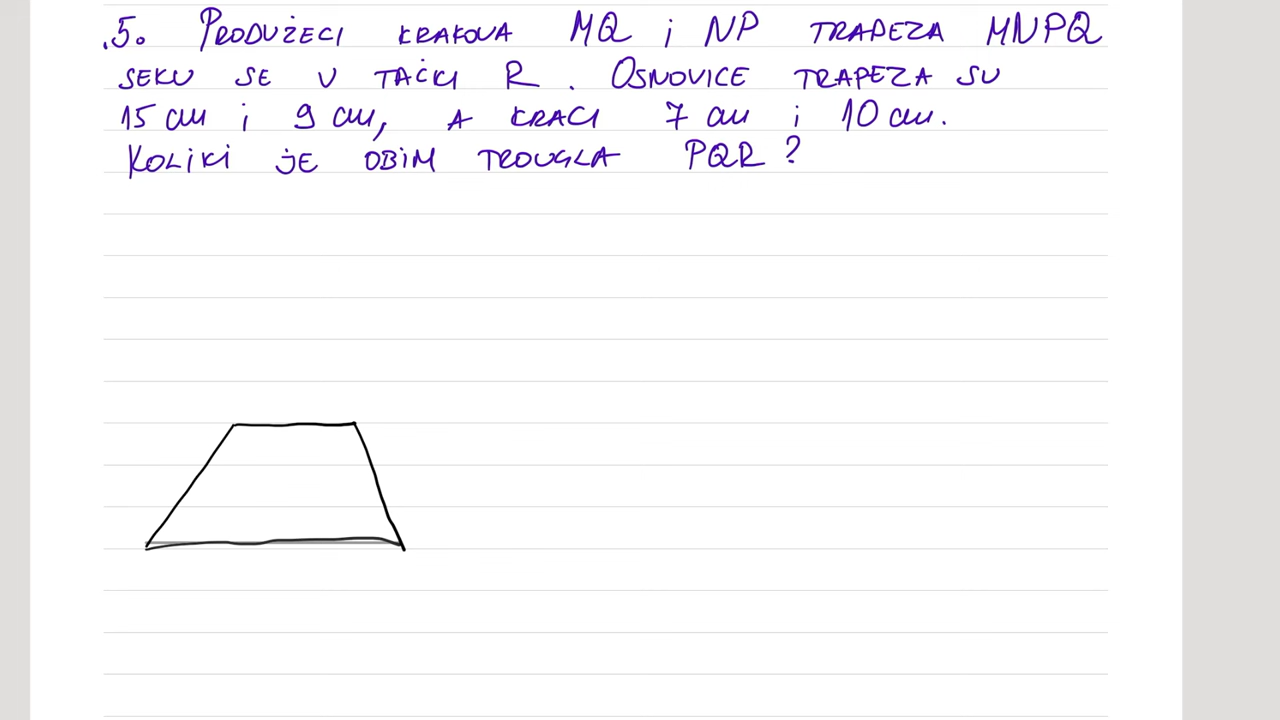 .5. PRODUŽECI KRAKOVA MQ i NP TRAPEZA MNPQ
SEKU SE U TAČKI R. OSNOVICE TRAPEZA SU
15 cm i 9 cm, A KRACI 7 cm i 10 cm.
KOLIKI JE OBIM TROUGLA PQR?